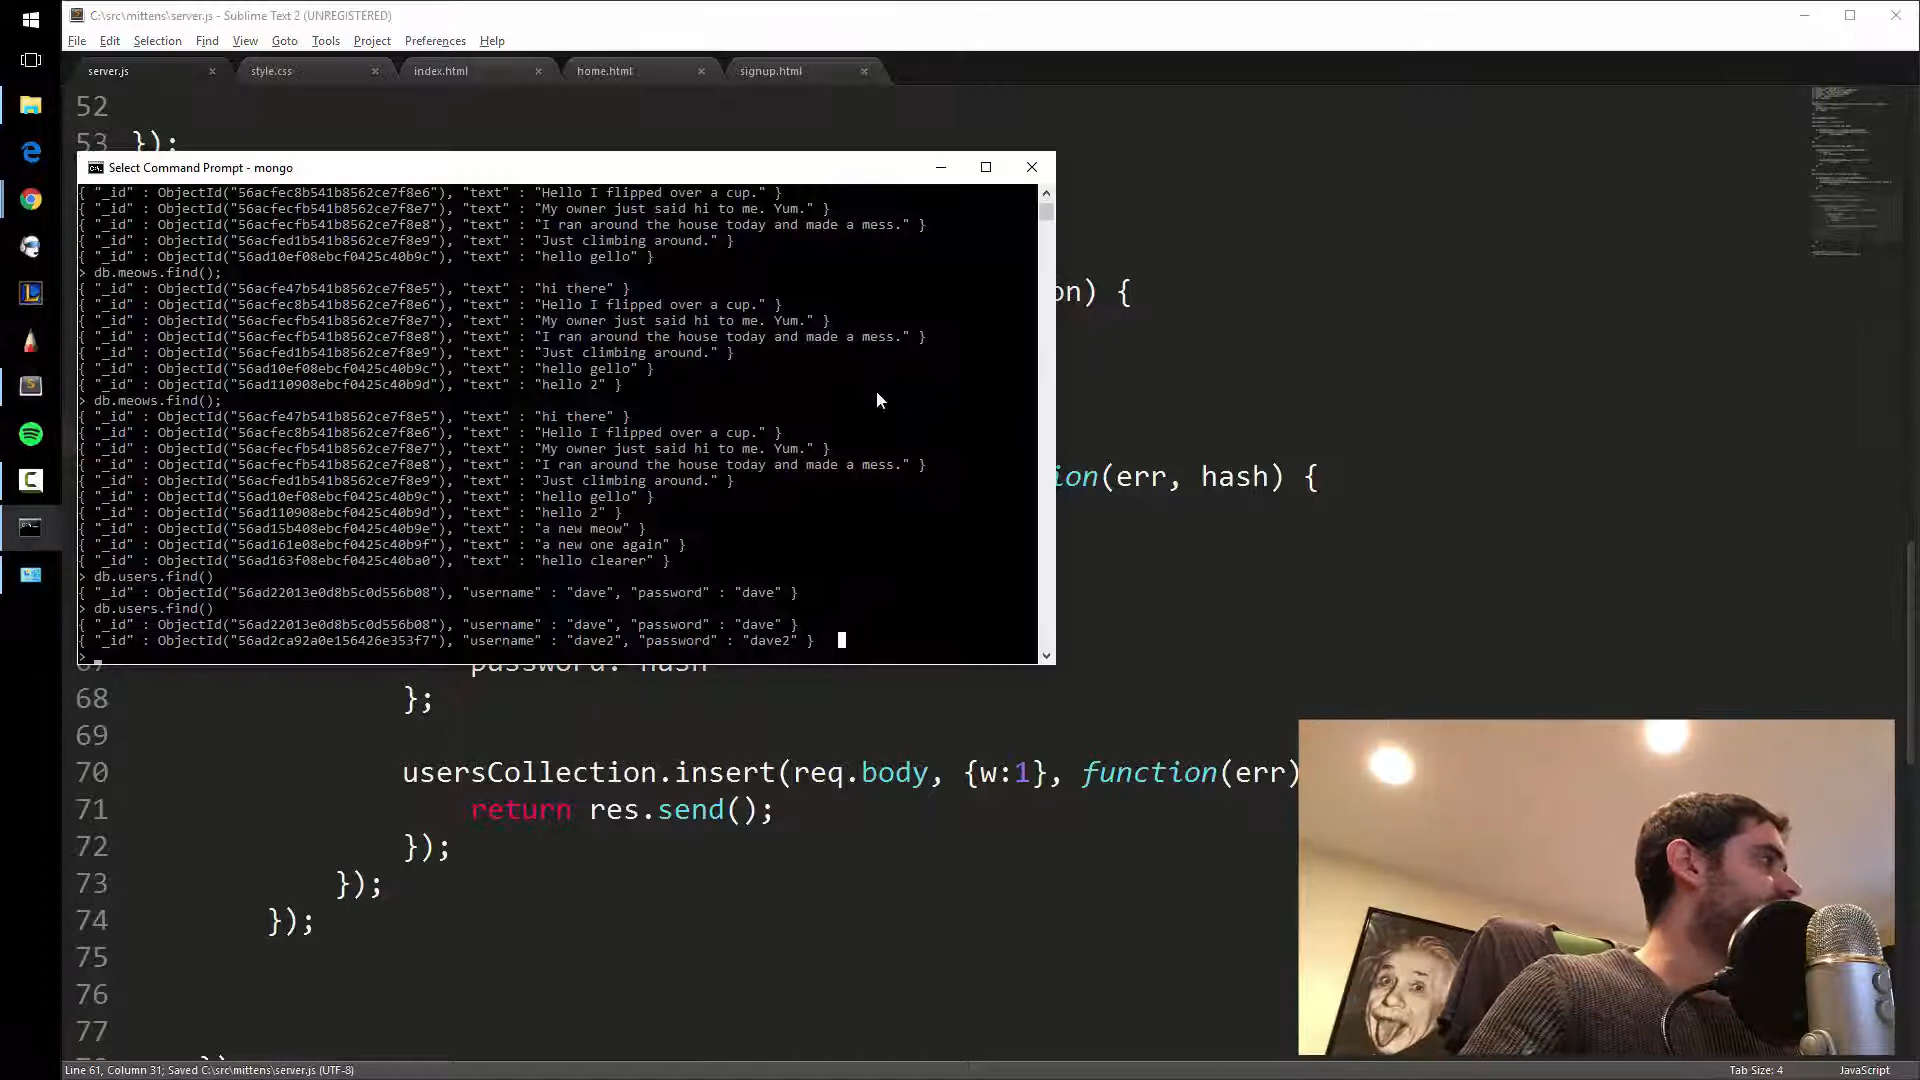 C:\src\mittens\server.js - Sublime Text 2 (UNREGISTERED)
File Edit Selection Find View Goto Tools Project Preferences Help
server.js style.css index.html home.html signup.html
52
53 });
Select Command Prompt - mongo
{ "_id" : ObjectId("56acfec8b541b8562ce7f8e6"), "text" : "Hello I flipped over a cup." }
{ "_id" : ObjectId("56acfecfb541b8562ce7f8e7"), "text" : "My owner just said hi to me. Yum." }
{ "_id" : ObjectId("56acfecfb541b8562ce7f8e8"), "text" : "I ran around the house today and made a mess." }
{ "_id" : ObjectId("56acfed1b541b8562ce7f8e9"), "text" : "Just climbing around." }
{ "_id" : ObjectId("56ad10ef08ebcf0425c40b9c"), "text" : "hello gello" }
> db.meows.find();
{ "_id" : ObjectId("56acfe47b541b8562ce7f8e5"), "text" : "hi there" }
{ "_id" : ObjectId("56acfec8b541b8562ce7f8e6"), "text" : "Hello I flipped over a cup." }
{ "_id" : ObjectId("56acfecfb541b8562ce7f8e7"), "text" : "My owner just said hi to me. Yum." }
{ "_id" : ObjectId("56acfecfb541b8562ce7f8e8"), "text" : "I ran around the house today and made a mess." }
{ "_id" : ObjectId("56acfed1b541b8562ce7f8e9"), "text" : "Just climbing around." }
{ "_id" : ObjectId("56ad10ef08ebcf0425c40b9c"), "text" : "hello gello" }
{ "_id" : ObjectId("56ad110908ebcf0425c40b9d"), "text" : "hello 2" }
> db.meows.find();
{ "_id" : ObjectId("56acfe47b541b8562ce7f8e5"), "text" : "hi there" }
{ "_id" : ObjectId("56acfec8b541b8562ce7f8e6"), "text" : "Hello I flipped over a cup." }
{ "_id" : ObjectId("56acfecfb541b8562ce7f8e7"), "text" : "My owner just said hi to me. Yum." }
{ "_id" : ObjectId("56acfecfb541b8562ce7f8e8"), "text" : "I ran around the house today and made a mess." }
{ "_id" : ObjectId("56acfed1b541b8562ce7f8e9"), "text" : "Just climbing around." }
{ "_id" : ObjectId("56ad10ef08ebcf0425c40b9c"), "text" : "hello gello" }
{ "_id" : ObjectId("56ad110908ebcf0425c40b9d"), "text" : "hello 2" }
{ "_id" : ObjectId("56ad15b408ebcf0425c40b9e"), "text" : "a new meow" }
{ "_id" : ObjectId("56ad161e08ebcf0425c40b9f"), "text" : "a new one again" }
{ "_id" : ObjectId("56ad163f08ebcf0425c40ba0"), "text" : "hello clearer" }
> db.users.find()
{ "_id" : ObjectId("56ad22013e0d8b5c0d556b08"), "username" : "dave", "password" : "dave" }
> db.users.find()
{ "_id" : ObjectId("56ad22013e0d8b5c0d556b08"), "username" : "dave", "password" : "dave" }
{ "_id" : ObjectId("56ad2ca92a0e156426e353f7"), "username" : "dave2", "password" : "dave2" }
>
on) {
ion(err, hash) {
67 password: hash
68 };
69
70 usersCollection.insert(req.body, {w:1}, function(err)
71 return res.send();
72 });
73 });
74 });
75
76
77
Line 61, Column 31; Saved C:\src\mittens\server.js (UTF-8) Tab Size: 4 JavaScript